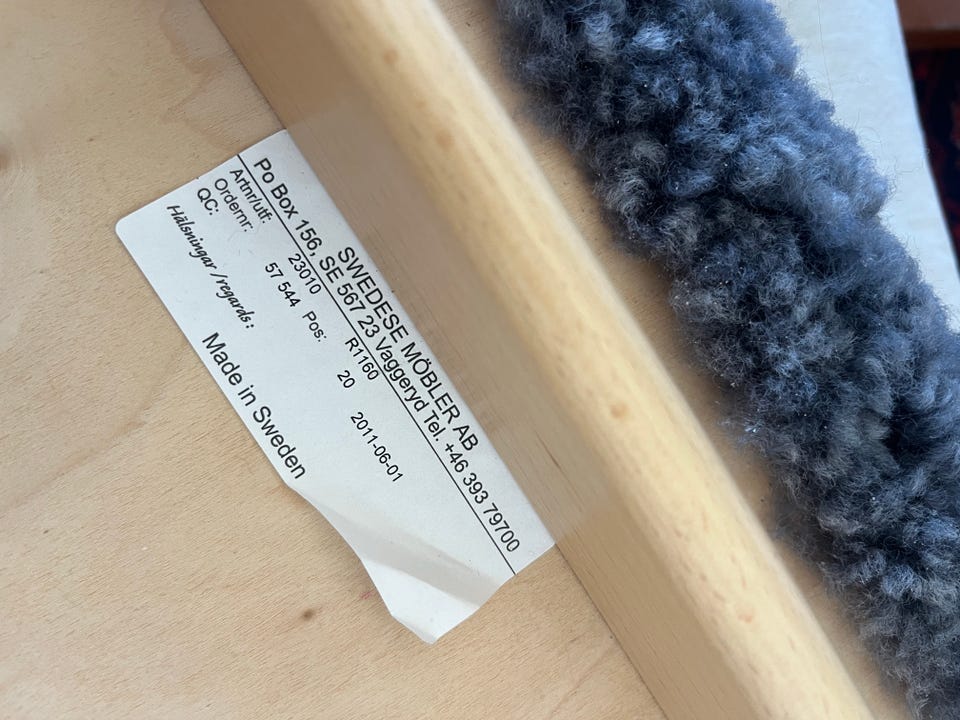 SWEDESE MÖBLER AB
Po Box 156, SE 567 23 Vaggeryd Tel. +46 393 79700
Artnr/utf: 23010 R1160
Ordernr: 57 544 Pos: 20 2011-06-01
QC:
Hälsningar /regards:
Made in Sweden